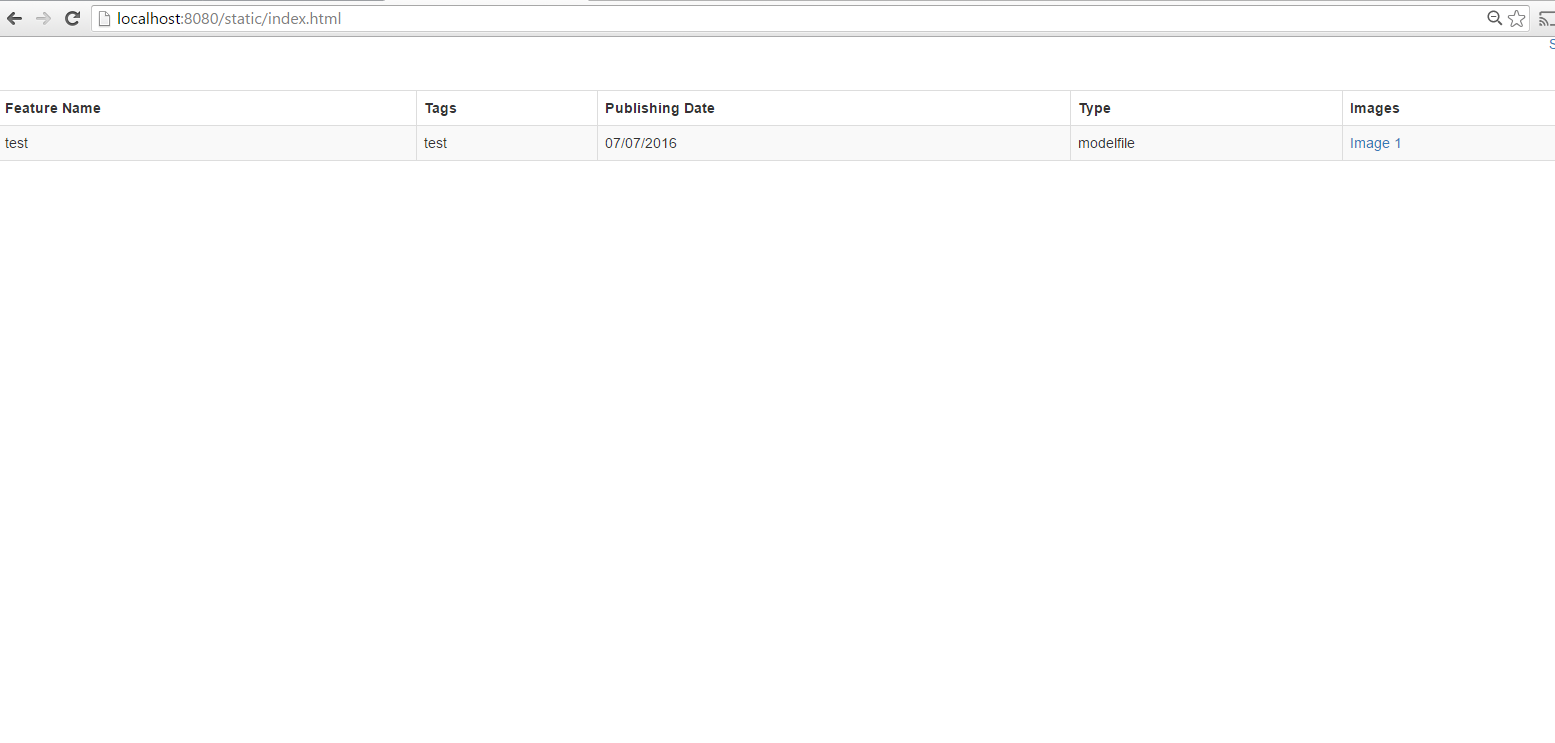 localhost:8080/static/index.html
S
Feature Name Tags Publishing Date Type Images
test test 07/07/2016 modelfile Image 1